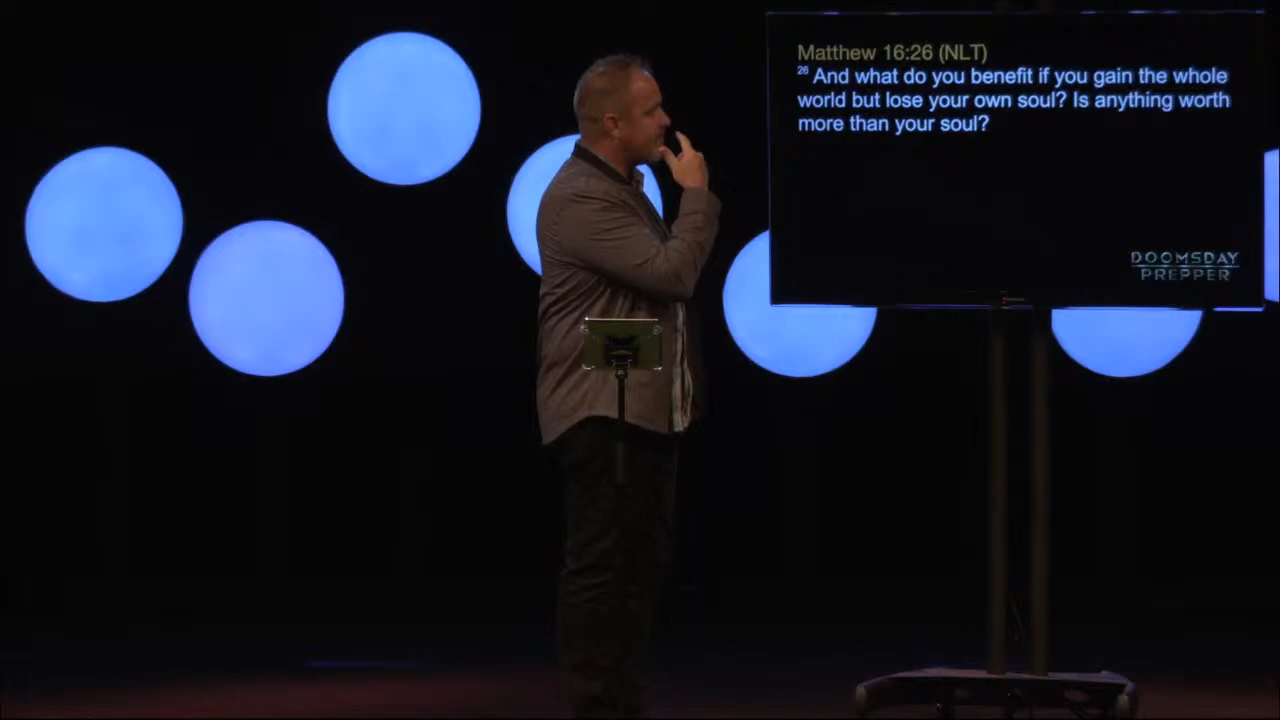 Matthew 16:26 (NLT)
26 And what do you benefit if you gain the whole
world but lose your own soul? Is anything worth
more than your soul?
DOOMSDAY
PREPPER